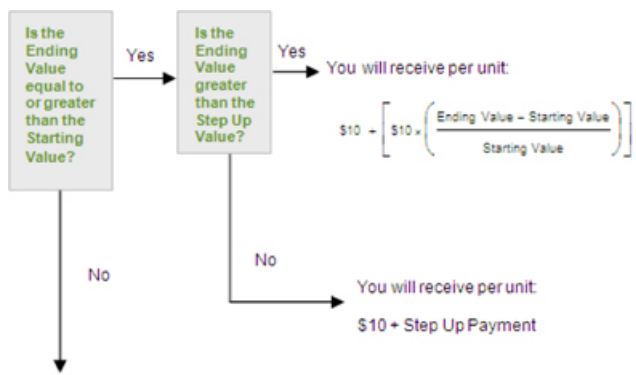 Is the
Ending
Value
equal to
or greater
than the
Starting
Value?
Yes
Is the
Ending
Value
greater
than the
Step Up
Value?
Yes
You will receive per unit:
$10 + [ $10 × ( Ending Value – Starting Value
Starting Value ) ]
No
No
You will receive per unit:
$10 + Step Up Payment